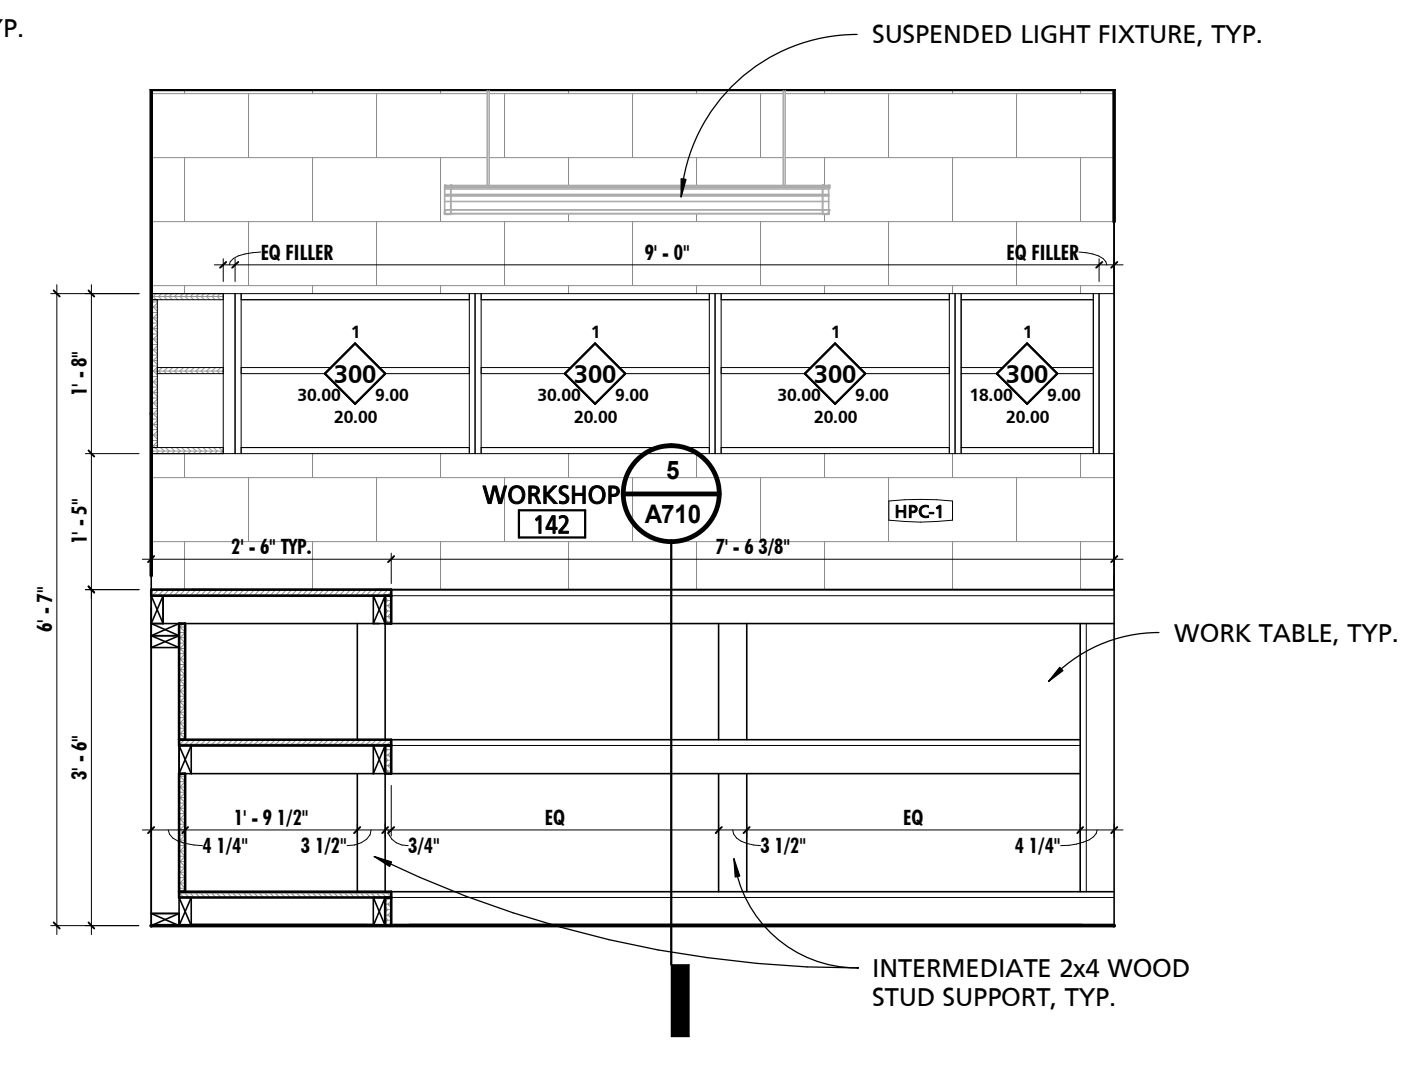 YP.
SUSPENDED LIGHT FIXTURE, TYP.
EQ FILLER
9' - 0"
EQ FILLER
1' - 8"
1
300
30.00
9.00
20.00
1
300
30.00
9.00
20.00
1
300
30.00
9.00
20.00
1
300
18.00
9.00
20.00
5
A710
WORKSHOP
142
HPC-1
1' - 5"
2' - 6" TYP.
7' - 6 3/8"
6' - 7"
WORK TABLE, TYP.
3' - 6"
1' - 9 1/2"
EQ
EQ
4 1/4"
3 1/2"
3/4"
3 1/2"
4 1/4"
INTERMEDIATE 2x4 WOOD
STUD SUPPORT, TYP.